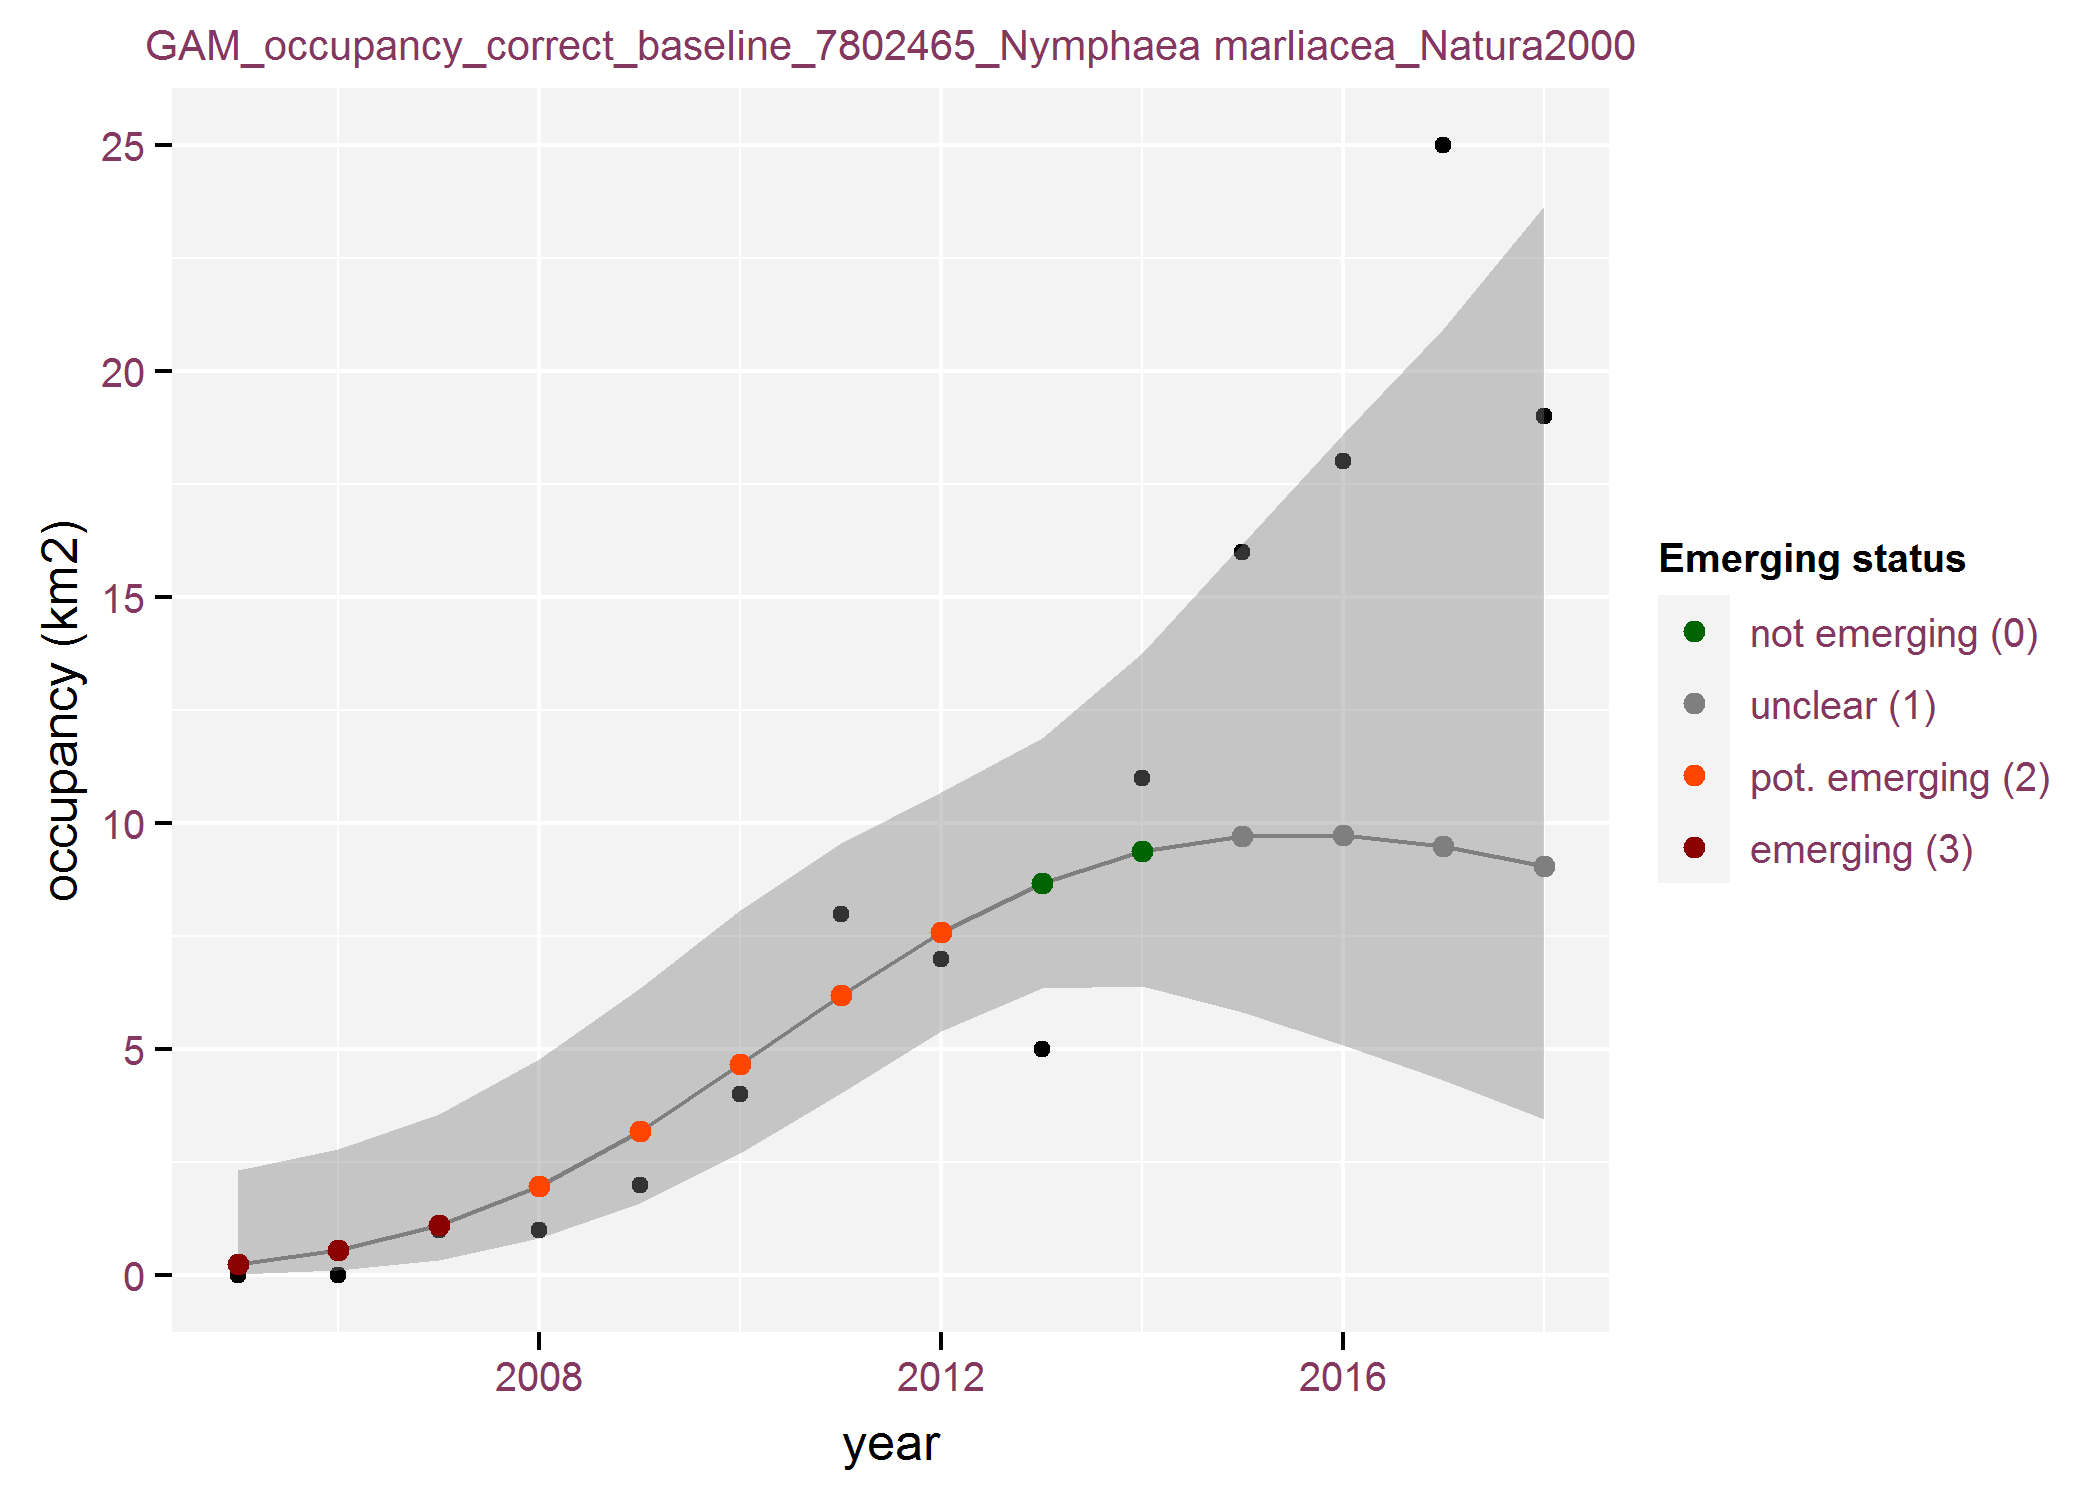 GAM_occupancy_correct_baseline_7802465_Nymphaea marliacea_Natura2000
25
20
15
10
5
0
occupancy (km2)
2008
2012
2016
year
Emerging status
not emerging (0)
unclear (1)
pot. emerging (2)
emerging (3)